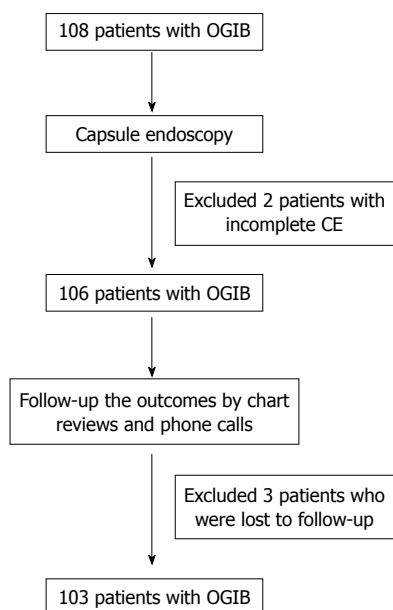 108 patients with OGIB
Capsule endoscopy
Excluded 2 patients with
incomplete CE
106 patients with OGIB
Follow-up the outcomes by chart
reviews and phone calls
Excluded 3 patients who
were lost to follow-up
103 patients with OGIB